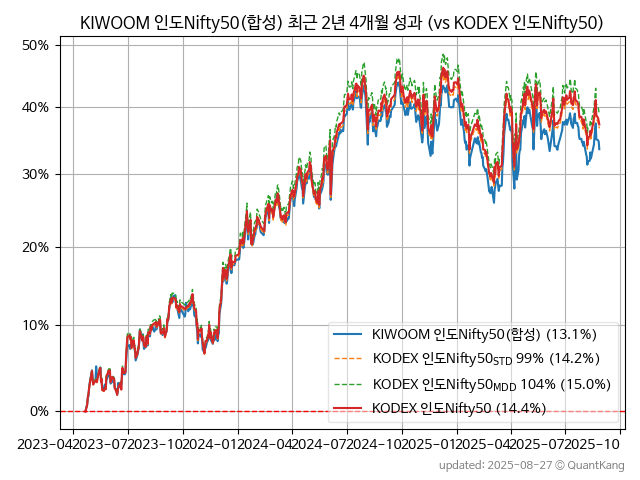 KIWOOM 인도Nifty50(합성) 최근 2년 4개월 성과 (vs KODEX 인도Nifty50)
50%
40%
30%
20%
10%
0%
KIWOOM 인도Nifty50(합성) (13.1%)
KODEX 인도Nifty50STD 99% (14.2%)
KODEX 인도Nifty50MDD 104% (15.0%)
KODEX 인도Nifty50 (14.4%)
2023-04 2023-07 2023-10 2024-01 2024-04 2024-07 2024-10 2025-01 2025-04 2025-07 2025-10
updated: 2025-08-27 © QuantKang